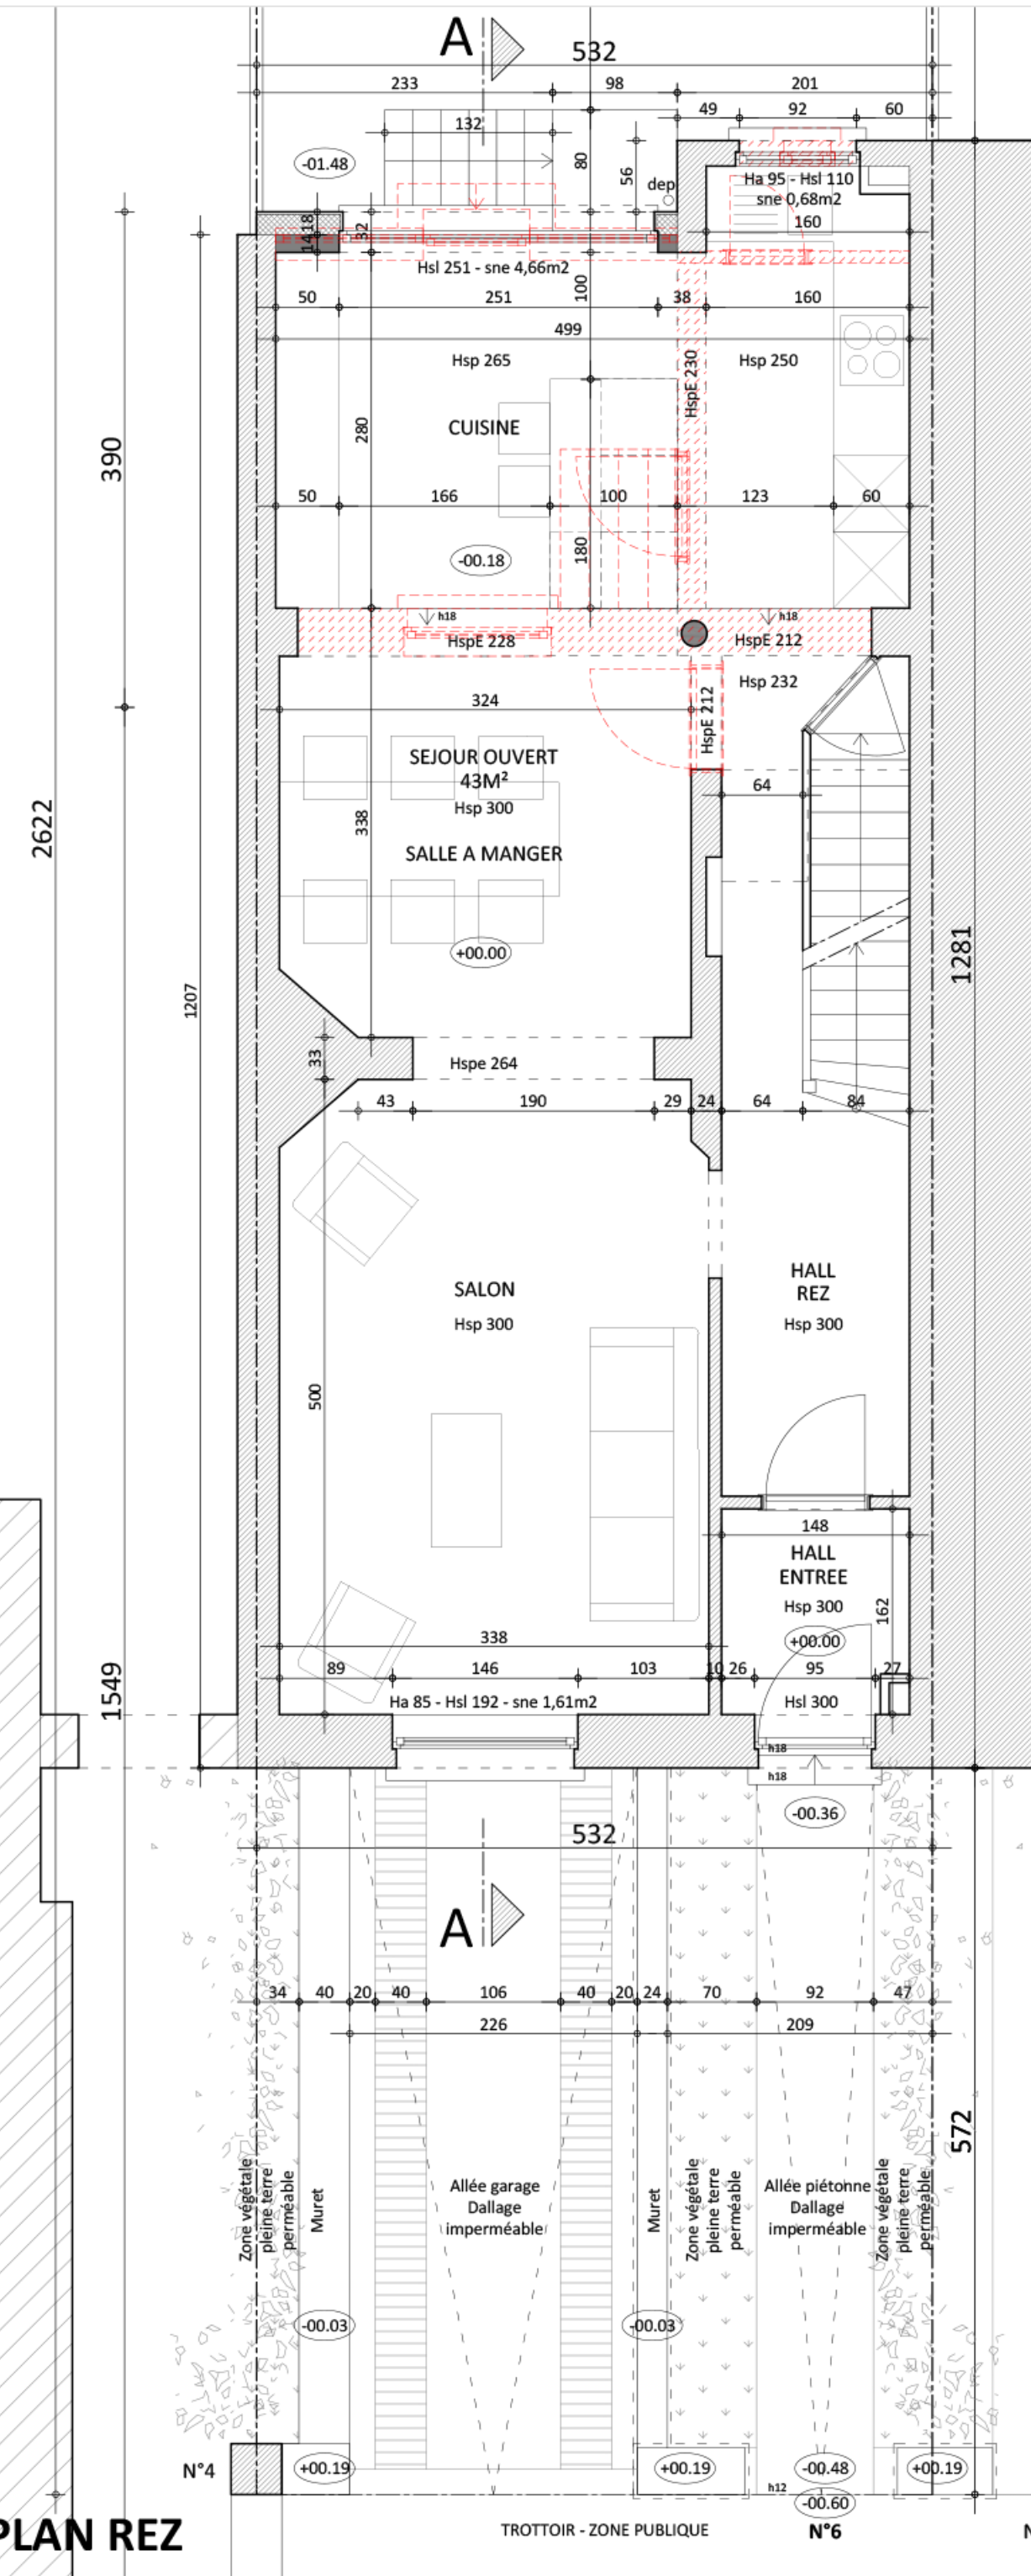 A
532
233
98
201
49
92
60
132
80
56
-01.48
dep
Ha 95 - Hsl 110
sne 0,68m2
160
14
18
32
Hsl 251 - sne 4,66m2
100
50
251
38
160
499
Hsp 265
HspE 230
Hsp 250
CUISINE
280
390
50
166
100
123
60
180
-00.18
h18
h18
HspE 228
HspE 212
Hsp 232
324
HspE 212
SEJOUR OUVERT
43M²
Hsp 300
64
338
2622
SALLE A MANGER
+00.00
1281
1207
33
Hspe 264
43
190
29
24
64
84
SALON
Hsp 300
HALL
REZ
Hsp 300
500
148
HALL
ENTREE
Hsp 300
162
+00.00
338
89
146
103
10
26
95
27
1549
Ha 85 - Hsl 192 - sne 1,61m2
Hsl 300
h18
h18
-00.36
532
A
34
40
20
40
106
40
20
24
70
92
47
226
209
572
Zone végétale
pleine terre
perméable
Muret
Allée garage
Dallage
imperméable
Muret
Zone végétale
pleine terre
perméable
Allée piétonne
Dallage
imperméable
Zone végétale
pleine terre
perméable
-00.03
-00.03
N°4
+00.19
+00.19
-00.48
+00.19
h12
-00.60
PLAN REZ
TROTTOIR - ZONE PUBLIQUE
N°6
N